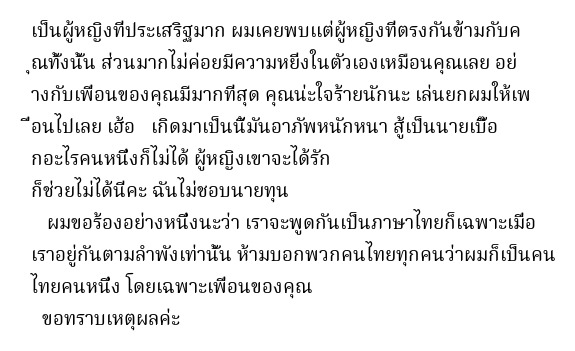 เป็นผู้หญิงที่ประเสริฐมาก ผมเคยพบแต่ผู้หญิงที่ตรงกันข้ามกับค
ุณทั้งนั้น ส่วนมากไม่ค่อยมีความหยิ่งในตัวเองเหมือนคุณเลย อย่
างกับเพื่อนของคุณมีมากที่สุด คุณน่ะใจร้ายนักนะ เล่นยกผมให้เพ
ื่อนไปเลย เฮ้อ เกิดมาเป็นนี่มันอาภัพหนักหนา สู้เป็นนายเบื๊อ
กอะไรคนหนึ่งก็ไม่ได้ ผู้หญิงเขาจะได้รัก
ก็ช่วยไม่ได้นี่คะ ฉันไม่ชอบนายทุน
ผมขอร้องอย่างหนึ่งนะว่า เราจะพูดกันเป็นภาษาไทยก็เฉพาะเมื่อ
เราอยู่กันตามลำพังเท่านั้น ห้ามบอกพวกคนไทยทุกคนว่าผมก็เป็นคน
ไทยคนหนึ่ง โดยเฉพาะเพื่อนของคุณ
ขอทราบเหตุผลค่ะ